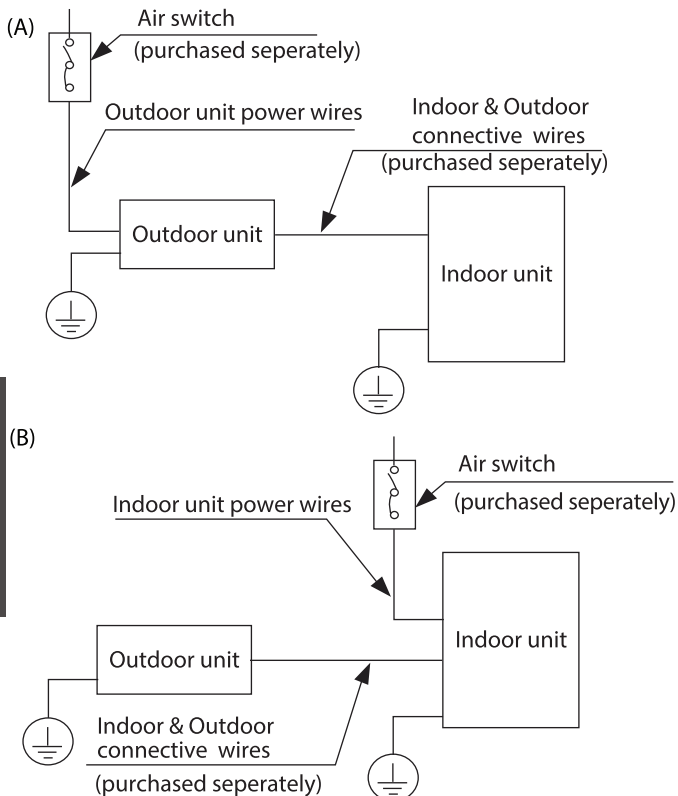 (A)
Air switch
(purchased seperately)
Outdoor unit power wires
Indoor & Outdoor
connective wires
(purchased seperately)
Outdoor unit
Indoor unit
(B)
Air switch
(purchased seperately)
Indoor unit power wires
Indoor unit
Outdoor unit
Indoor & Outdoor
connective wires
(purchased seperately)